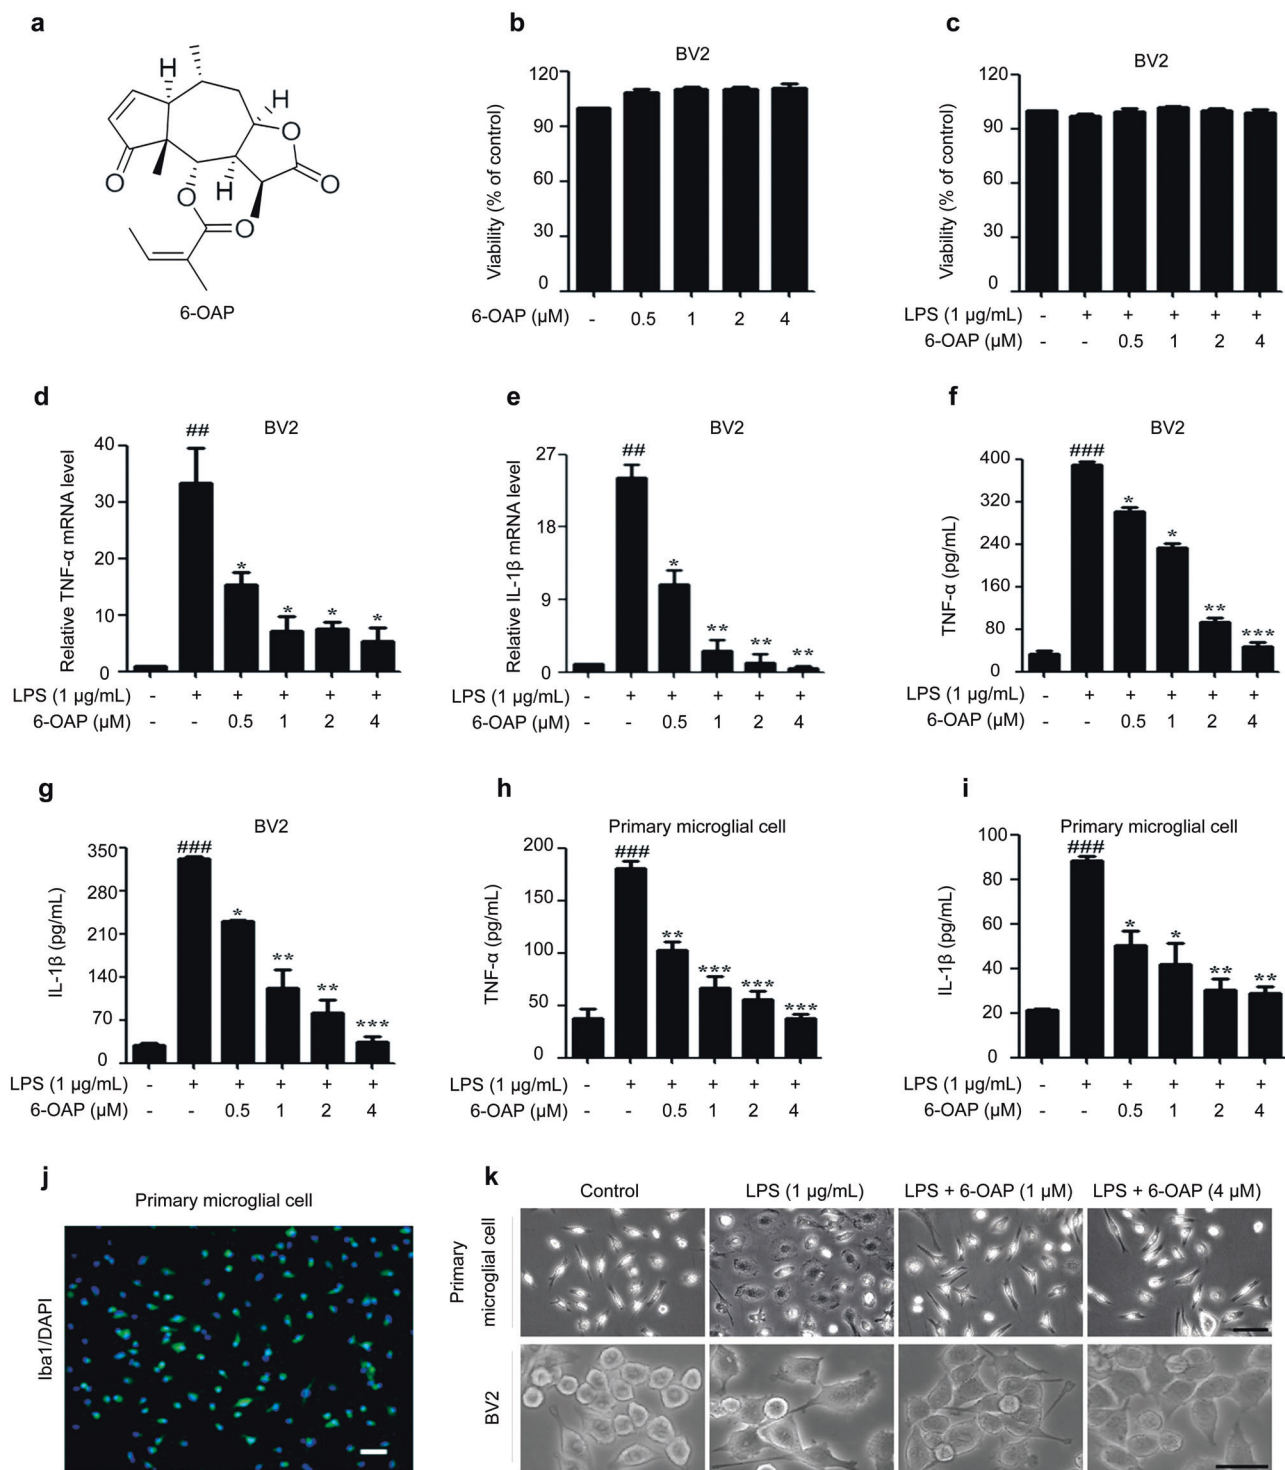 a
H
H
O
O
O
H
O
O
6-OAP
b
BV2
Viability (% of control)
120
90
60
30
0
6-OAP (µM)
- 0.5 1 2 4
c
BV2
Viability (% of control)
120
90
60
30
0
LPS (1 µg/mL) - + + + + +
6-OAP (µM) - - 0.5 1 2 4
d
BV2
Relative TNF-α mRNA level
40
30
20
10
0
##
* * * *
LPS (1 µg/mL) - + + + + +
6-OAP (µM) - - 0.5 1 2 4
e
BV2
Relative IL-1β mRNA level
27
18
9
0
##
* ** ** **
LPS (1 µg/mL) - + + + + +
6-OAP (µM) - - 0.5 1 2 4
f
BV2
TNF-α (pg/mL)
400
320
240
160
80
0
###
* * ** ***
LPS (1 µg/mL) - + + + + +
6-OAP (µM) - - 0.5 1 2 4
g
BV2
IL-1β (pg/mL)
350
280
210
140
70
0
###
* ** ** ***
LPS (1 µg/mL) - + + + + +
6-OAP (µM) - - 0.5 1 2 4
h
Primary microglial cell
TNF-α (pg/mL)
200
150
100
50
0
###
** *** *** ***
LPS (1 µg/mL) - + + + + +
6-OAP (µM) - - 0.5 1 2 4
i
Primary microglial cell
IL-1β (pg/mL)
100
80
60
40
20
0
###
* * ** **
LPS (1 µg/mL) - + + + + +
6-OAP (µM) - - 0.5 1 2 4
j
Primary microglial cell
Iba1/DAPI
k
Control LPS (1 µg/mL) LPS + 6-OAP (1 µM) LPS + 6-OAP (4 µM)
Primary
microglial cell
BV2